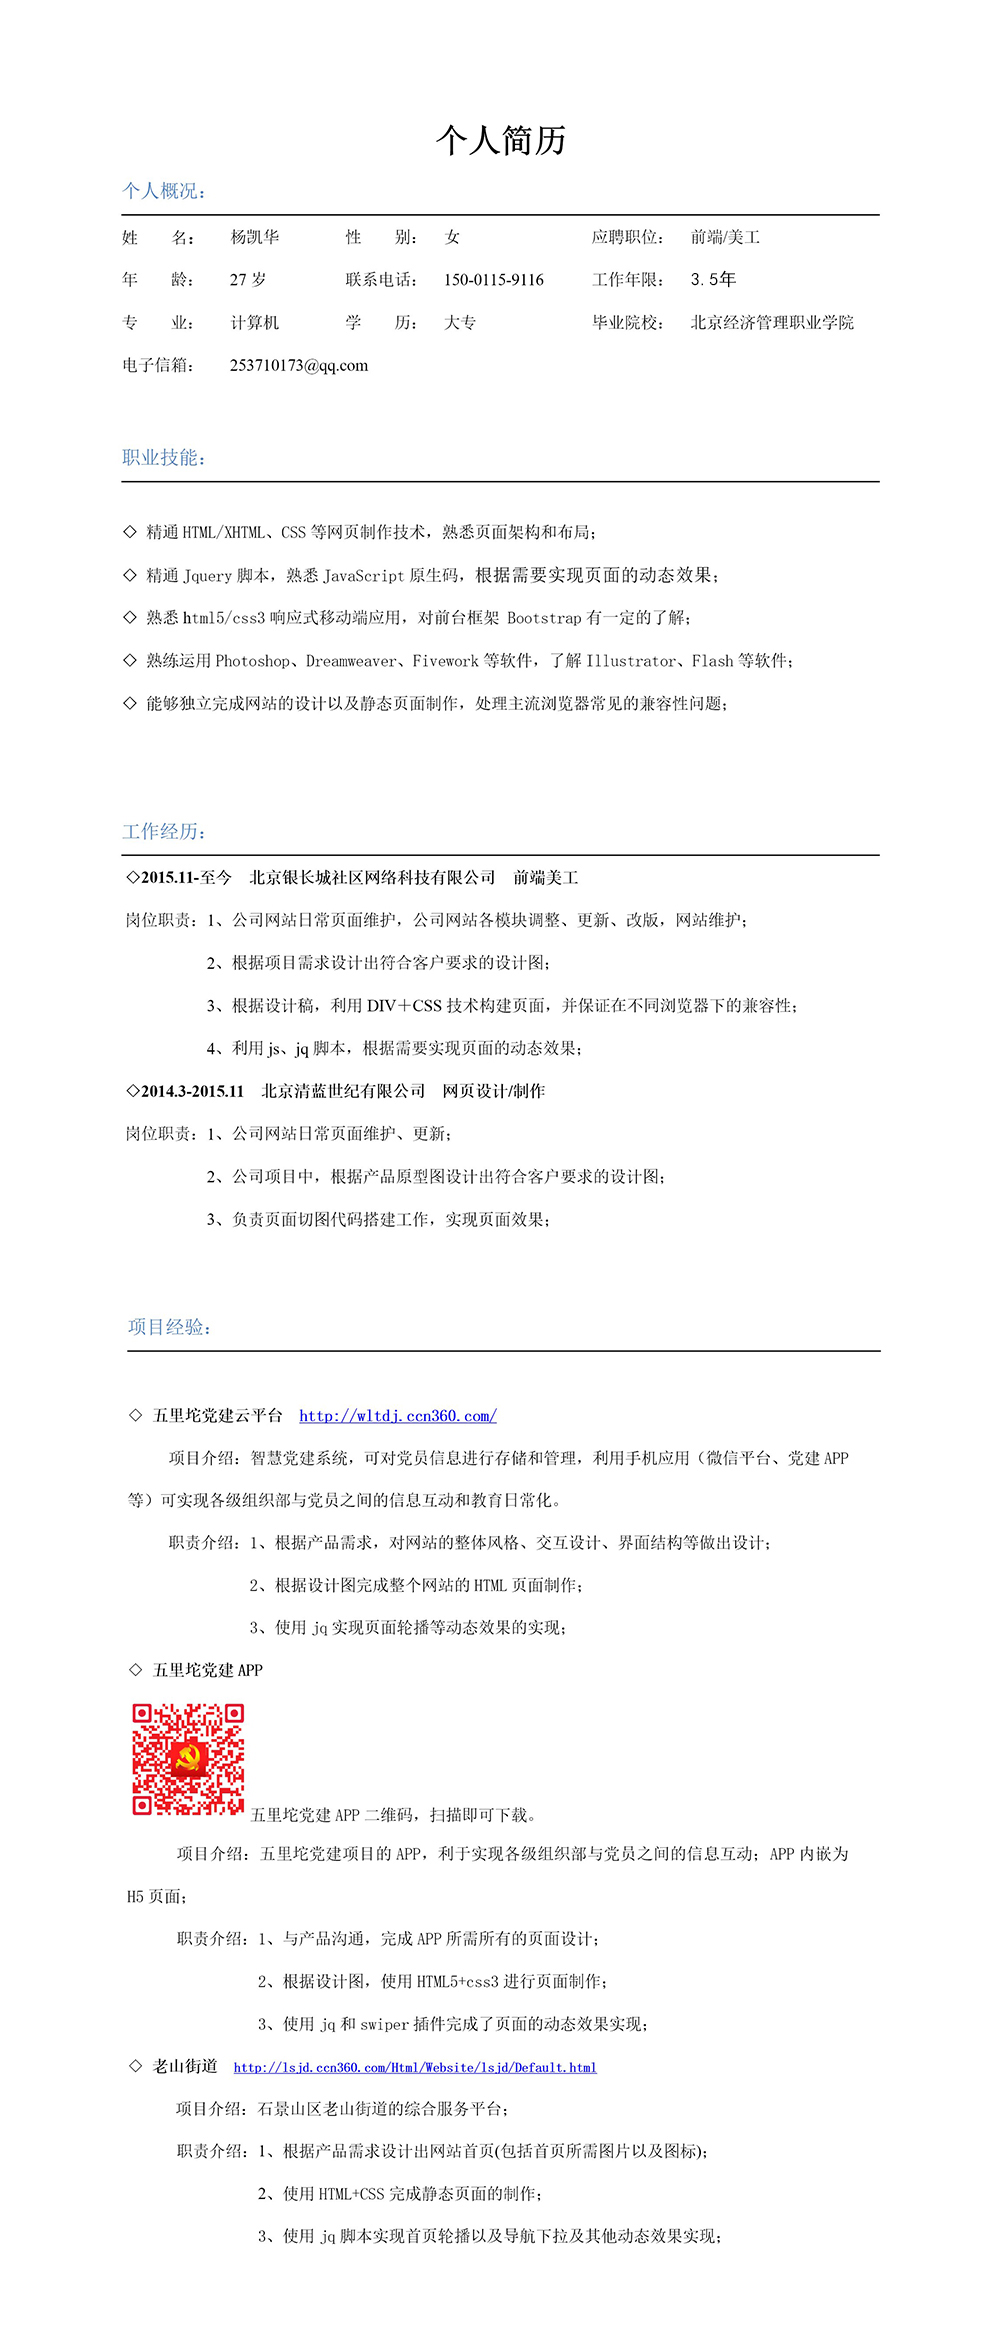 个人简历
个人概况：
姓　　名： 杨凯华 性　　别： 女 应聘职位： 前端/美工
年　　龄： 27 岁 联系电话： 150-0115-9116 工作年限： 3.5年
专　　业： 计算机 学　　历： 大专 毕业院校： 北京经济管理职业学院
电子信箱： 253710173@qq.com
职业技能：
◇ 精通 HTML/XHTML、CSS 等网页制作技术，熟悉页面架构和布局；
◇ 精通 Jquery 脚本，熟悉 JavaScript 原生码，根据需要实现页面的动态效果；
◇ 熟悉 html5/css3 响应式移动端应用，对前台框架 Bootstrap 有一定的了解；
◇ 熟练运用 Photoshop、Dreamweaver、Fivework 等软件，了解 Illustrator、Flash 等软件；
◇ 能够独立完成网站的设计以及静态页面制作，处理主流浏览器常见的兼容性问题；
工作经历：
◇2015.11-至今　北京银长城社区网络科技有限公司　前端美工
岗位职责：1、公司网站日常页面维护，公司网站各模块调整、更新、改版，网站维护；
2、根据项目需求设计出符合客户要求的设计图；
3、根据设计稿，利用 DIV＋CSS 技术构建页面，并保证在不同浏览器下的兼容性；
4、利用 js、jq 脚本，根据需要实现页面的动态效果；
◇2014.3-2015.11　北京清蓝世纪有限公司　网页设计/制作
岗位职责：1、公司网站日常页面维护、更新；
2、公司项目中，根据产品原型图设计出符合客户要求的设计图；
3、负责页面切图代码搭建工作，实现页面效果；
项目经验：
◇ 五里坨党建云平台　http://wltdj.ccn360.com/
项目介绍：智慧党建系统，可对党员信息进行存储和管理，利用手机应用（微信平台、党建 APP
等）可实现各级组织部与党员之间的信息互动和教育日常化。
职责介绍：1、根据产品需求，对网站的整体风格、交互设计、界面结构等做出设计；
2、根据设计图完成整个网站的 HTML 页面制作；
3、使用 jq 实现页面轮播等动态效果的实现；
◇ 五里坨党建 APP
五里坨党建 APP 二维码，扫描即可下载。
项目介绍：五里坨党建项目的 APP，利于实现各级组织部与党员之间的信息互动；APP 内嵌为
H5 页面；
职责介绍：1、与产品沟通，完成 APP 所需所有的页面设计；
2、根据设计图，使用 HTML5+css3 进行页面制作；
3、使用 jq 和 swiper 插件完成了页面的动态效果实现；
◇ 老山街道　http://lsjd.ccn360.com/Html/Website/lsjd/Default.html
项目介绍：石景山区老山街道的综合服务平台；
职责介绍：1、根据产品需求设计出网站首页(包括首页所需图片以及图标)；
2、使用 HTML+CSS 完成静态页面的制作；
3、使用 jq 脚本实现首页轮播以及导航下拉及其他动态效果实现；